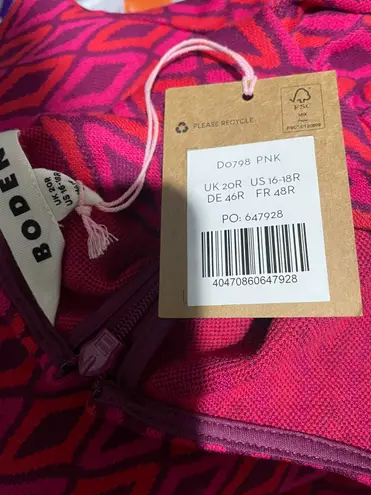 PLEASE RECYCLE.
FSC
MIX
D0798 PNK
UK 20R US 16-18R
DE 46R FR 48R
PO: 647928
40470860647928
BODEN
UK 20R
US 16-18R